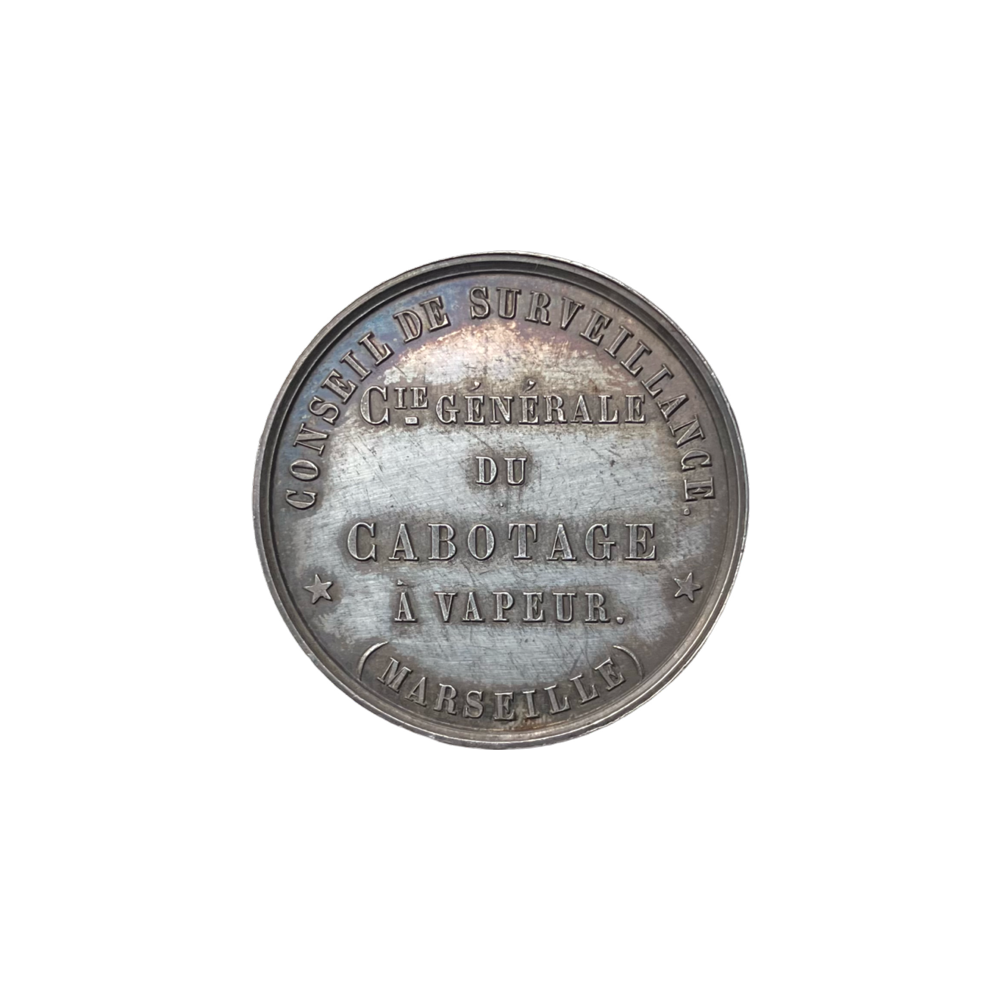 CONSEIL DE SURVEILLANCE.
CIE GÉNÉRALE
DU
CABOTAGE
À VAPEUR.
(MARSEILLE)